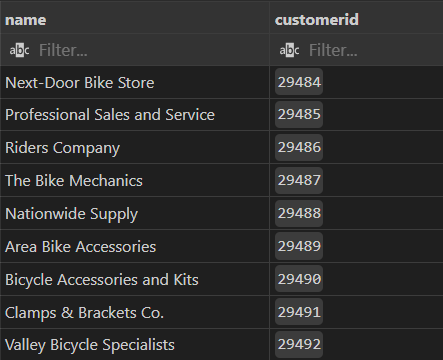 name customerid
abc Filter... abc Filter...
Next-Door Bike Store 29484
Professional Sales and Service 29485
Riders Company 29486
The Bike Mechanics 29487
Nationwide Supply 29488
Area Bike Accessories 29489
Bicycle Accessories and Kits 29490
Clamps & Brackets Co. 29491
Valley Bicycle Specialists 29492